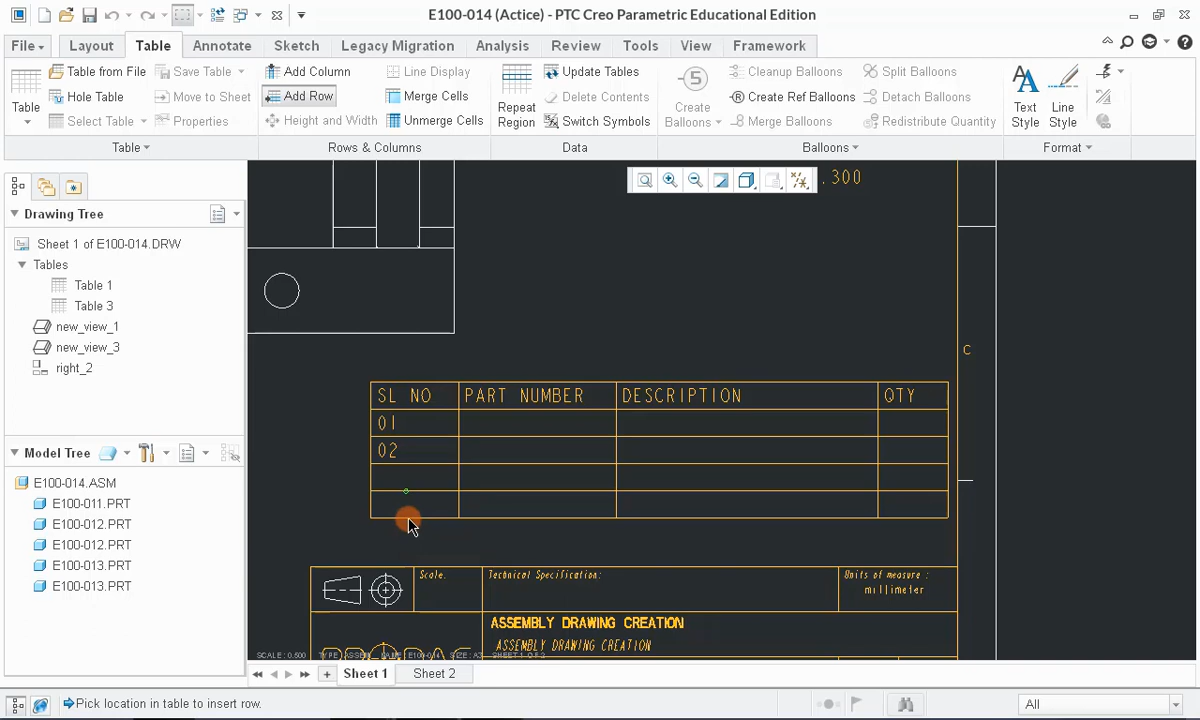 E100-014 (Actice) - PTC Creo Parametric Educational Edition
File Layout Table Annotate Sketch Legacy Migration Analysis Review Tools View Framework
Table from File Save Table Add Column Line Display Update Tables Cleanup Balloons Split Balloons
Hole Table Move to Sheet Add Row Merge Cells Delete Contents Create Ref Balloons Detach Balloons
Table Select Table Properties Height and Width Unmerge Cells Repeat Region Switch Symbols Create Balloons Merge Balloons Redistribute Quantity Text Style Line Style
-5
Table Rows & Columns Data Balloons Format
Drawing Tree
Sheet 1 of E100-014.DRW
Tables
Table 1
Table 3
new_view_1
new_view_3
right_2
Model Tree
E100-014.ASM
E100-011.PRT
E100-012.PRT
E100-012.PRT
E100-013.PRT
E100-013.PRT
.300
C
SL NO PART NUMBER DESCRIPTION QTY
01
02
Scale. Technical Specification: Units of measure :
millimeter
ASSEMBLY DRAWING CREATION
ASSEMBLY DRAWING CREATION
Sheet 1 Sheet 2
Pick location in table to insert row.
All